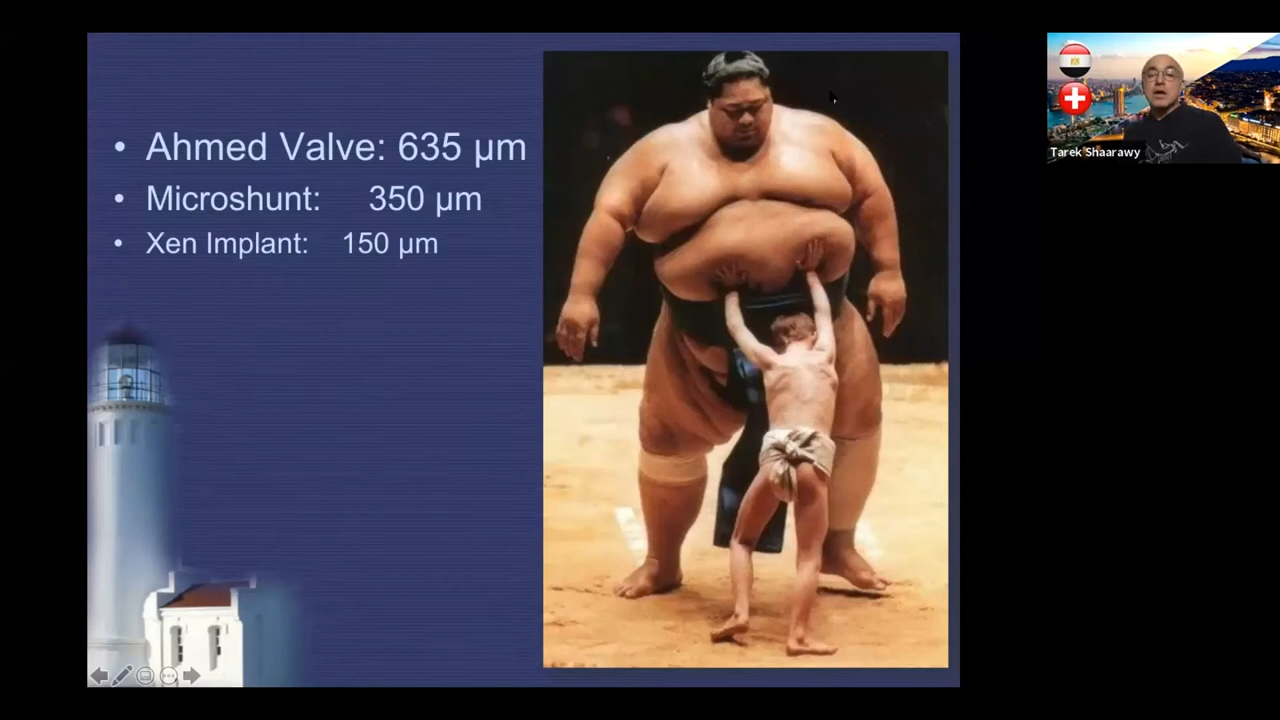 • Ahmed Valve: 635 µm
• Microshunt: 350 µm
• Xen Implant: 150 µm
Tarek Shaarawy